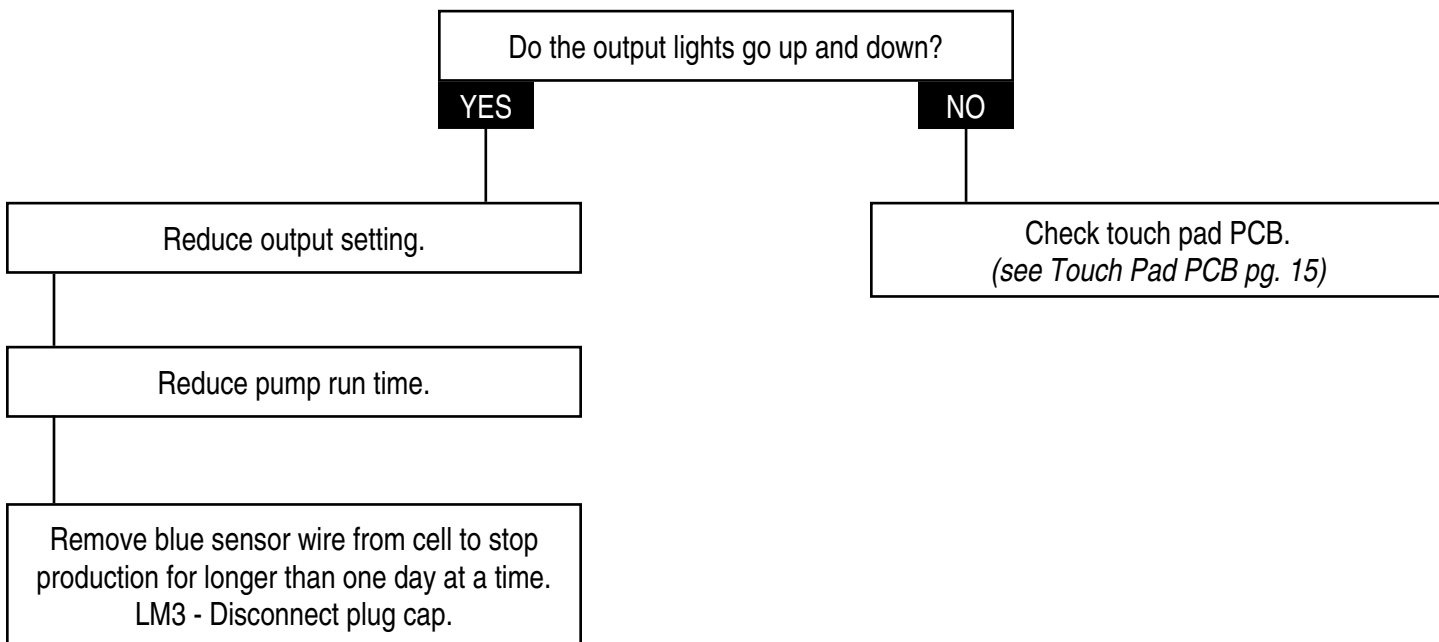 Do the output lights go up and down?
YES
NO
Reduce output setting.
Check touch pad PCB.
(see Touch Pad PCB pg. 15)
Reduce pump run time.
Remove blue sensor wire from cell to stop
production for longer than one day at a time.
LM3 - Disconnect plug cap.